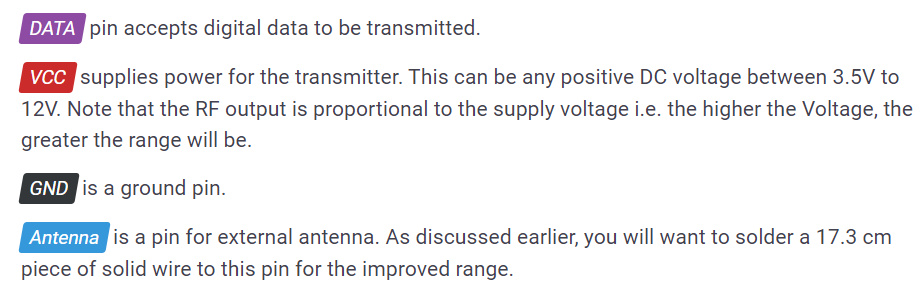 DATA pin accepts digital data to be transmitted.
VCC supplies power for the transmitter. This can be any positive DC voltage between 3.5V to
12V. Note that the RF output is proportional to the supply voltage i.e. the higher the Voltage, the
greater the range will be.
GND is a ground pin.
Antenna is a pin for external antenna. As discussed earlier, you will want to solder a 17.3 cm
piece of solid wire to this pin for the improved range.